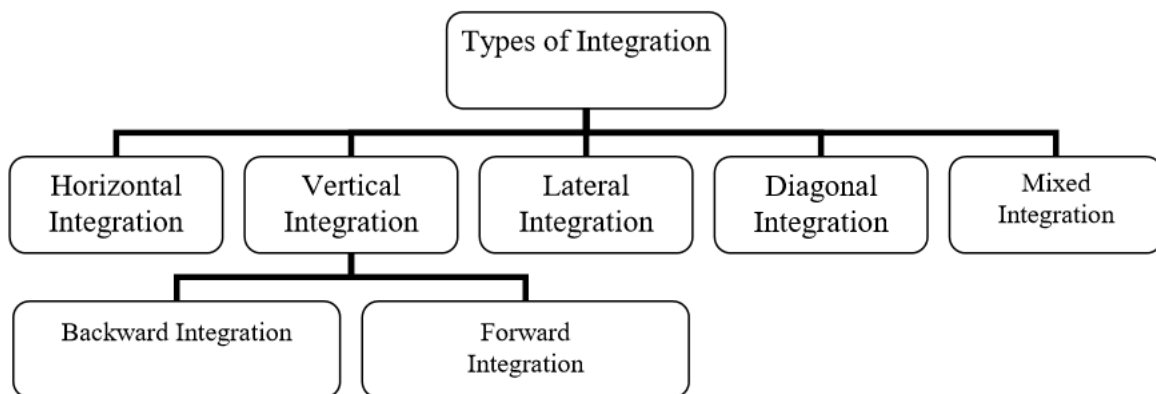 Types of Integration
Horizontal
Integration
Vertical
Integration
Lateral
Integration
Diagonal
Integration
Mixed
Integration
Backward Integration
Forward
Integration